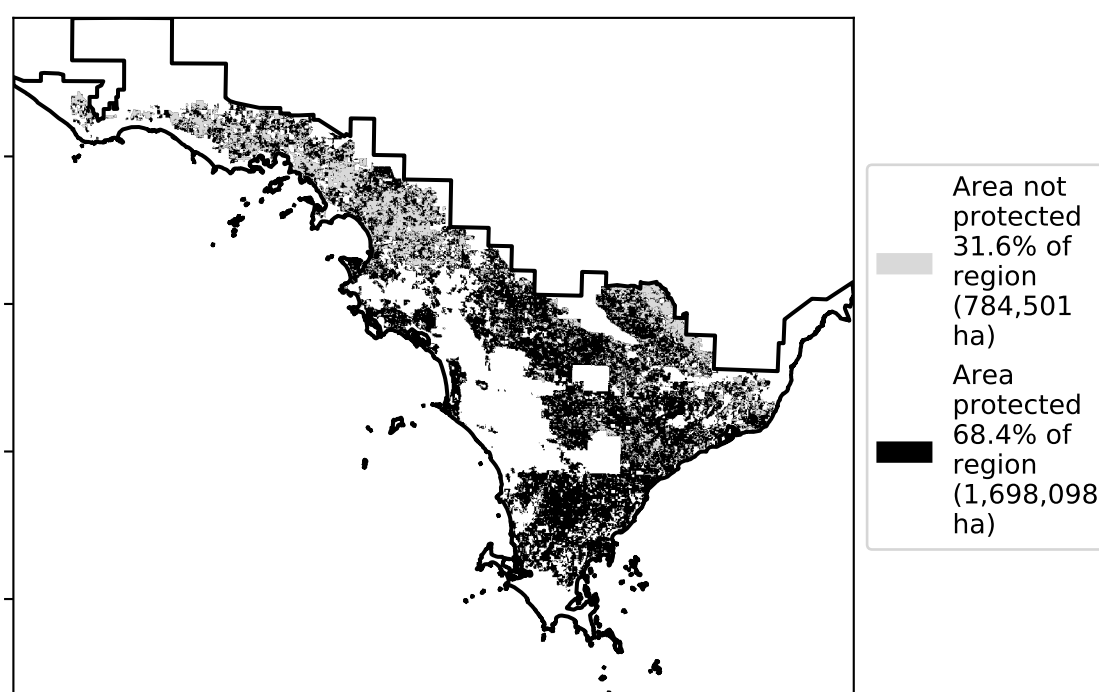 Area not
protected
31.6% of
region
(784,501
ha)
Area
protected
68.4% of
region
(1,698,098
ha)